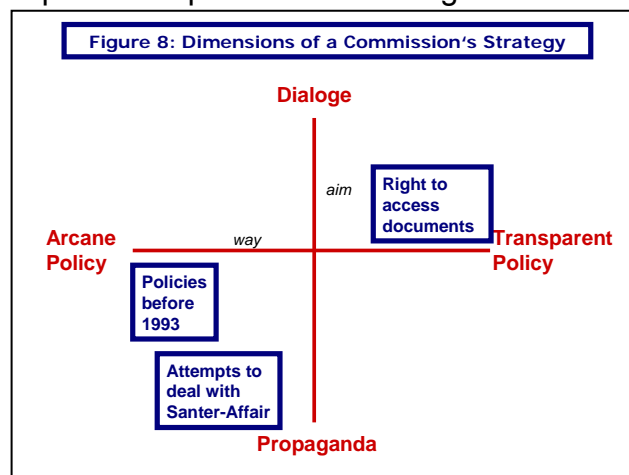 Figure 8: Dimensions of a Commission's Strategy
Dialoge
aim
Right to
access
documents
Arcane
Policy
way
Transparent
Policy
Policies
before
1993
Attempts to
deal with
Santer-Affair
Propaganda